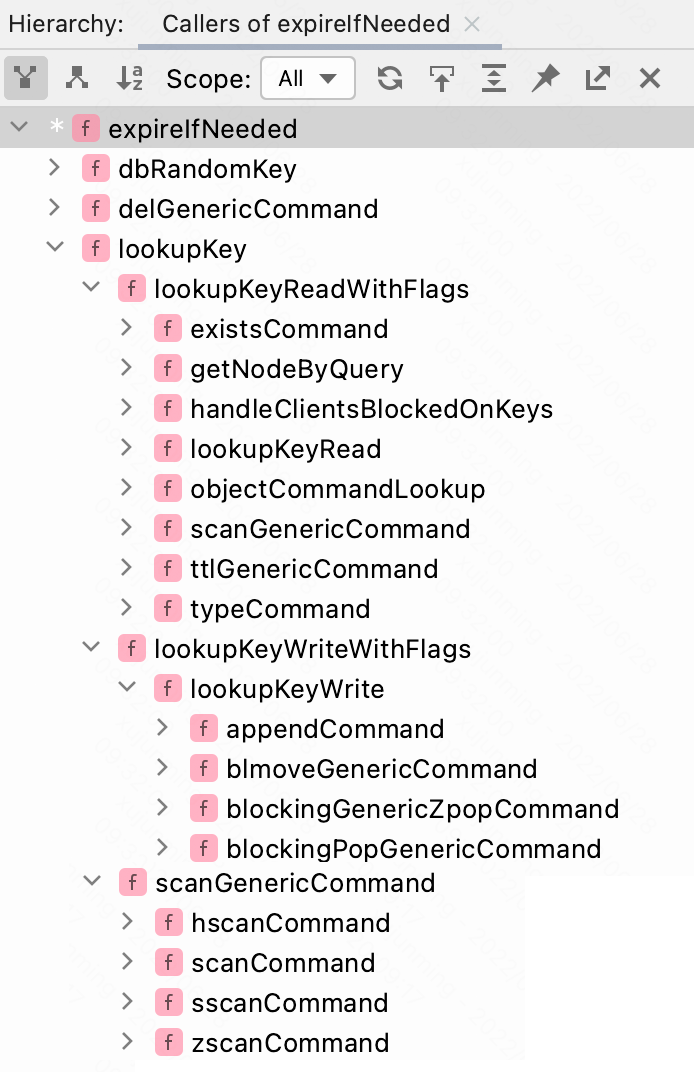 Hierarchy: Callers of expireIfNeeded
Scope: All
* f expireIfNeeded
f dbRandomKey
f delGenericCommand
f lookupKey
f lookupKeyReadWithFlags
f existsCommand
f getNodeByQuery
f handleClientsBlockedOnKeys
f lookupKeyRead
f objectCommandLookup
f scanGenericCommand
f ttlGenericCommand
f typeCommand
f lookupKeyWriteWithFlags
f lookupKeyWrite
f appendCommand
f blmoveGenericCommand
f blockingGenericZpopCommand
f blockingPopGenericCommand
f scanGenericCommand
f hscanCommand
f scanCommand
f sscanCommand
f zscanCommand